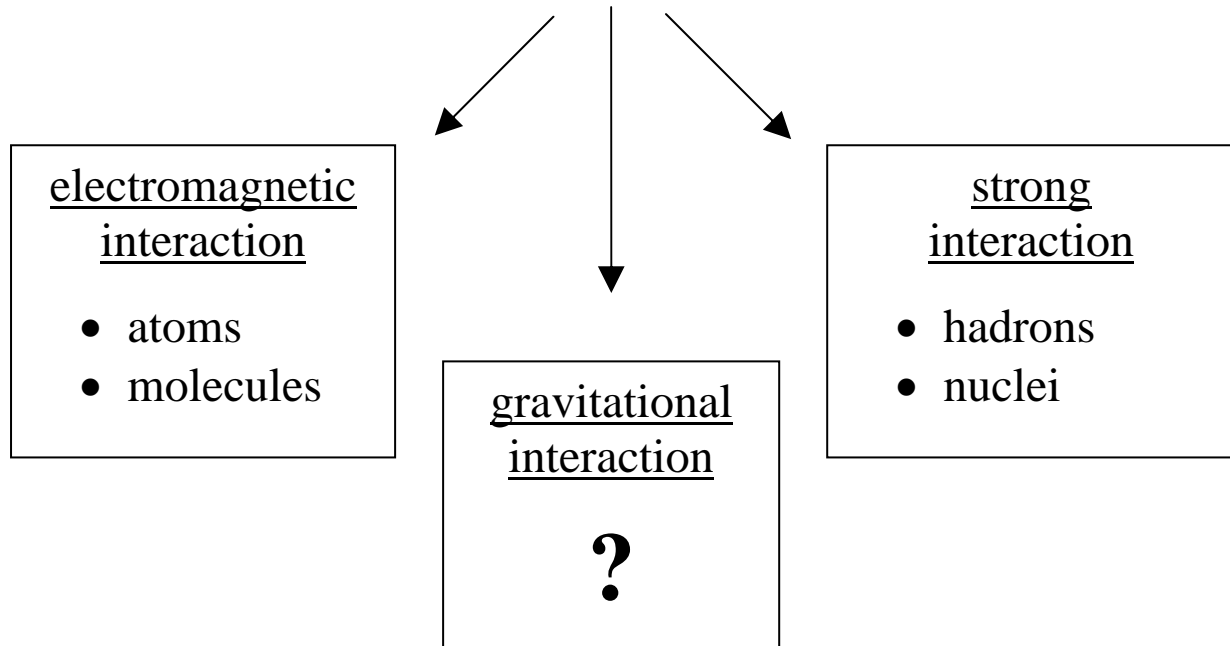 electromagnetic
interaction
• atoms
• molecules
gravitational
interaction
?
strong
interaction
• hadrons
• nuclei